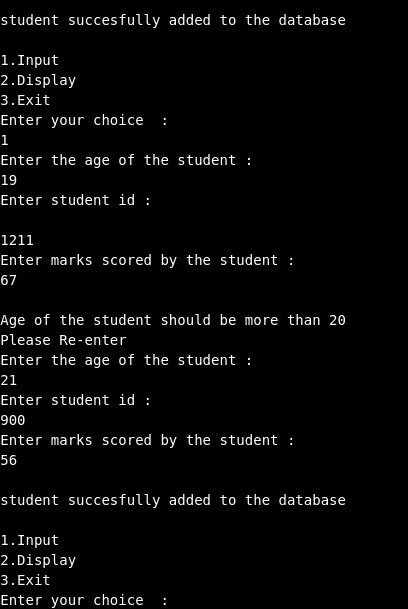 student succesfully added to the database
1.Input
2.Display
3.Exit
Enter your choice  :
1
Enter the age of the student :
19
Enter student id :
1211
Enter marks scored by the student :
67
Age of the student should be more than 20
Please Re-enter
Enter the age of the student :
21
Enter student id :
900
Enter marks scored by the student :
56
student succesfully added to the database
1.Input
2.Display
3.Exit
Enter your choice  :